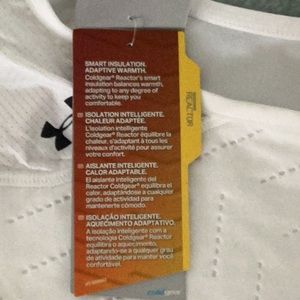 SMART INSULATION.
ADAPTIVE WARMTH.
Coldgear® Reactor's smart
insulation balances warmth,
adapting to any degree of
activity to keep you
comfortable.
ISOLATION INTELLIGENTE.
CHALEUR ADAPTÉE.
L'isolation intelligente
Coldgear® Reactor équilibre la
chaleur, s'adaptant à tous les
niveaux d'activité pour assurer
votre confort.
AISLANTE INTELIGENTE.
CALOR ADAPTABLE.
El aislante inteligente del
Reactor Coldgear® equilibra el
calor, adaptándose a cualquier
grado de actividad para
mantenerte cómodo.
ISOLAÇÃO INTELIGENTE.
AQUECIMENTO ADAPTATIVO.
A isolação inteligente com a
tecnologia Coldgear® Reactor
equilibra o aquecimento,
adaptando-se a qualquer grau
de atividade para manter você
confortável.
REACTOR
coldgear